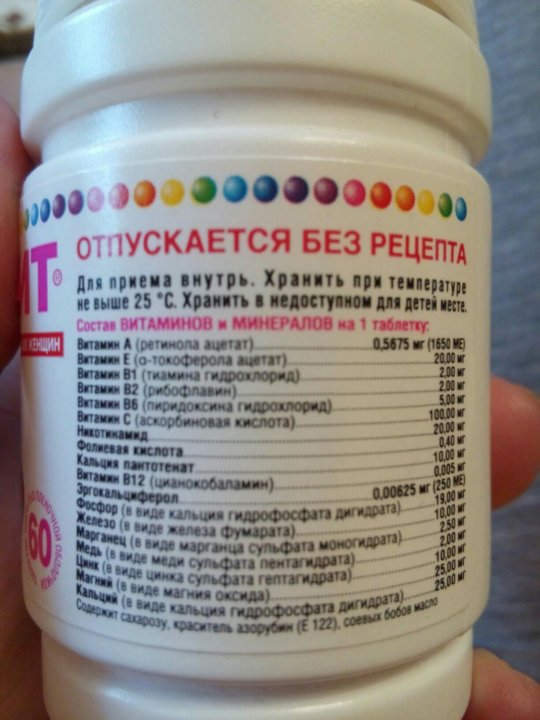 ИТ®
ЖЕНЩИН
60
ОТПУСКАЕТСЯ БЕЗ РЕЦЕПТА
Для приема внутрь. Хранить при температуре
не выше 25 °C. Хранить в недоступном для детей месте.
Состав ВИТАМИНОВ и МИНЕРАЛОВ на 1 таблетку:
Витамин А (ретинола ацетат) 0,5675 мг (1650 МЕ)
Витамин Е (α-токоферола ацетат) 20,00 мг
Витамин В1 (тиамина гидрохлорид) 2,00 мг
Витамин В2 (рибофлавин) 2,00 мг
Витамин В6 (пиридоксина гидрохлорид) 5,00 мг
Витамин С (аскорбиновая кислота) 100,00 мг
Никотинамид 20,00 мг
Фолиевая кислота 0,40 мг
Кальция пантотенат 10,00 мг
Витамин В12 (цианокобаламин) 0,005 мг
Эргокальциферол 0,00625 мг (250 МЕ)
Фосфор (в виде кальция гидрофосфата дигидрата) 19,00 мг
Железо (в виде железа фумарата) 10,00 мг
Марганец (в виде марганца сульфата моногидрата) 2,50 мг
Медь (в виде меди сульфата пентагидрата) 2,00 мг
Цинк (в виде цинка сульфата гептагидрата) 10,00 мг
Магний (в виде магния оксида) 25,00 мг
Кальций (в виде кальция гидрофосфата дигидрата) 25,00 мг
Содержит сахарозу, краситель азорубин (Е 122), соевых бобов масло